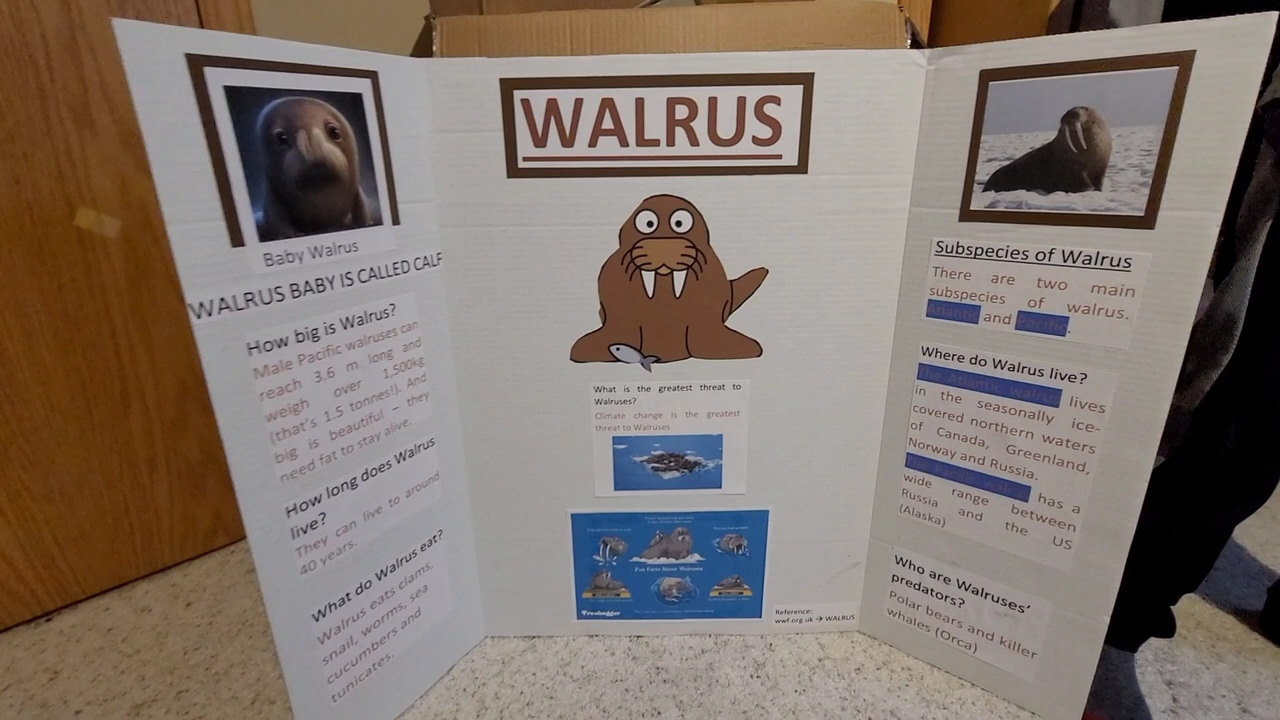 Baby Walrus
WALRUS BABY IS CALLED CALF
How big is Walrus?
Male Pacific walruses can
reach 3.6 m long and
weigh over 1,500kg
(that's 1.5 tonnes!). And
big is beautiful – they
need fat to stay alive.
How long does Walrus
live?
They can live to around
40 years.
What do Walrus eat?
Walrus eats clams,
snail, worms, sea
cucumbers and
tunicates.
WALRUS
What is the greatest threat to
Walruses?
Climate change is the greatest
threat to Walruses
Fun Facts About Walruses
Treehugger
Reference:
wwf.org.uk → WALRUS
Subspecies of Walrus
There are two main
subspecies of walrus.
Atlantic and Pacific.
Where do Walrus live?
The Atlantic walrus lives
in the seasonally ice-
covered northern waters
of Canada, Greenland,
Norway and Russia.
The Pacific walrus has a
wide range between
Russia and the US
(Alaska)
Who are Walruses'
predators?
Polar bears and killer
whales (Orca)